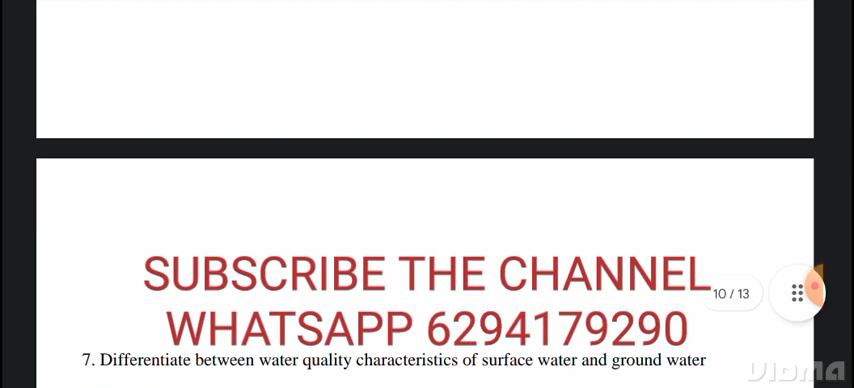 SUBSCRIBE THE CHANNEL
10 / 13
WHATSAPP 6294179290
7. Differentiate between water quality characteristics of surface water and ground water
VIDMA